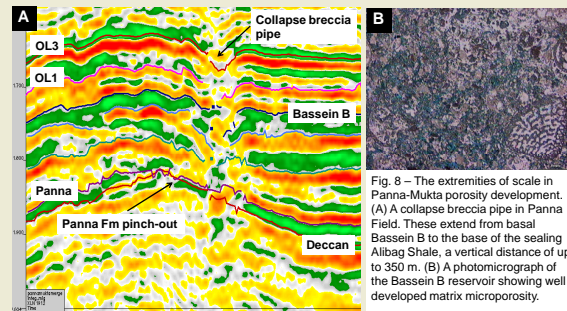 A
Collapse breccia
pipe
OL3
OL1
Bassein B
Panna
Panna Fm pinch-out
Deccan
B
Fig. 8 – The extremities of scale in
Panna-Mukta porosity development.
(A) A collapse breccia pipe in Panna
Field. These extend from basal
Bassein B to the base of the sealing
Alibag Shale, a vertical distance of up
to 350 m. (B) A photomicrograph of
the Bassein B reservoir showing well
developed matrix microporosity.